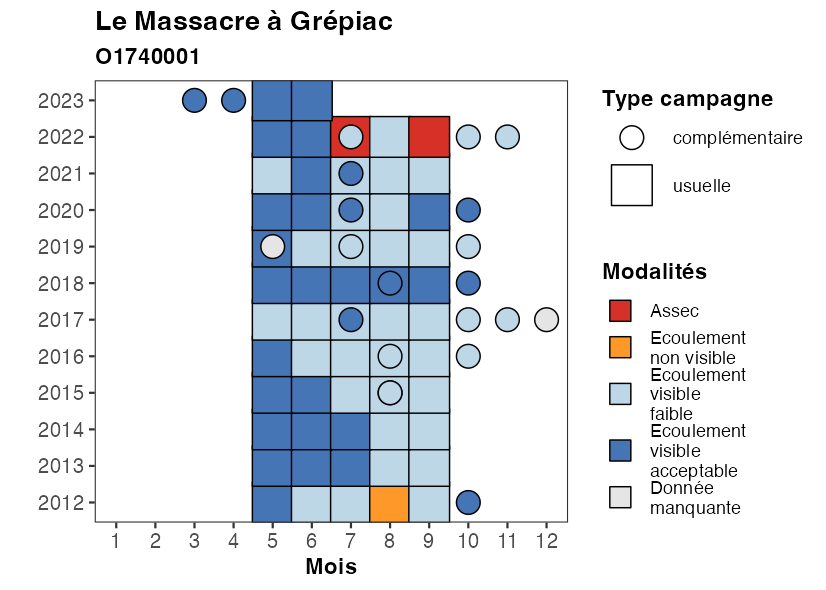 Le Massacre à Grépiac
O1740001
2023
2022
2021
2020
2019
2018
2017
2016
2015
2014
2013
2012
1 2 3 4 5 6 7 8 9 10 11 12
Mois
Type campagne
complémentaire
usuelle
Modalités
Assec
Ecoulement
non visible
Ecoulement
visible
faible
Ecoulement
visible
acceptable
Donnée
manquante